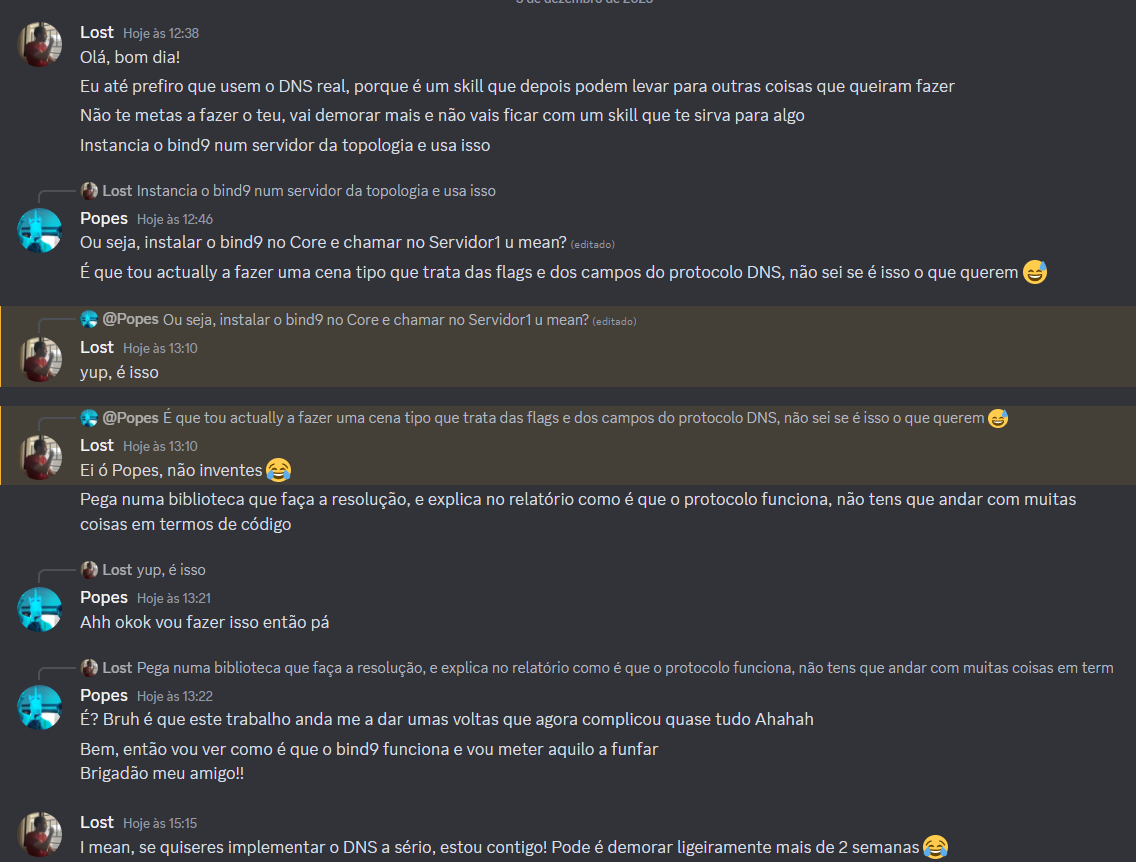 Lost Hoje às 12:38
Olá, bom dia!
Eu até prefiro que usem o DNS real, porque é um skill que depois podem levar para outras coisas que queiram fazer
Não te metas a fazer o teu, vai demorar mais e não vais ficar com um skill que te sirva para algo
Instancia o bind9 num servidor da topologia e usa isso
Lost Instancia o bind9 num servidor da topologia e usa isso
Popes Hoje às 12:46
Ou seja, instalar o bind9 no Core e chamar no Servidor1 u mean? (editado)
É que tou actually a fazer uma cena tipo que trata das flags e dos campos do protocolo DNS, não sei se é isso o que querem 😅
@Popes Ou seja, instalar o bind9 no Core e chamar no Servidor1 u mean? (editado)
Lost Hoje às 13:10
yup, é isso
@Popes É que tou actually a fazer uma cena tipo que trata das flags e dos campos do protocolo DNS, não sei se é isso o que querem 😅
Lost Hoje às 13:10
Ei ó Popes, não inventes 😂
Pega numa biblioteca que faça a resolução, e explica no relatório como é que o protocolo funciona, não tens que andar com muitas
coisas em termos de código
Lost yup, é isso
Popes Hoje às 13:21
Ahh okok vou fazer isso então pá
Lost Pega numa biblioteca que faça a resolução, e explica no relatório como é que o protocolo funciona, não tens que andar com muitas coisas em term
Popes Hoje às 13:22
É? Bruh é que este trabalho anda me a dar umas voltas que agora complicou quase tudo Ahahah
Bem, então vou ver como é que o bind9 funciona e vou meter aquilo a funfar
Brigadão meu amigo!!
Lost Hoje às 15:15
I mean, se quiseres implementar o DNS a sério, estou contigo! Pode é demorar ligeiramente mais de 2 semanas 😂